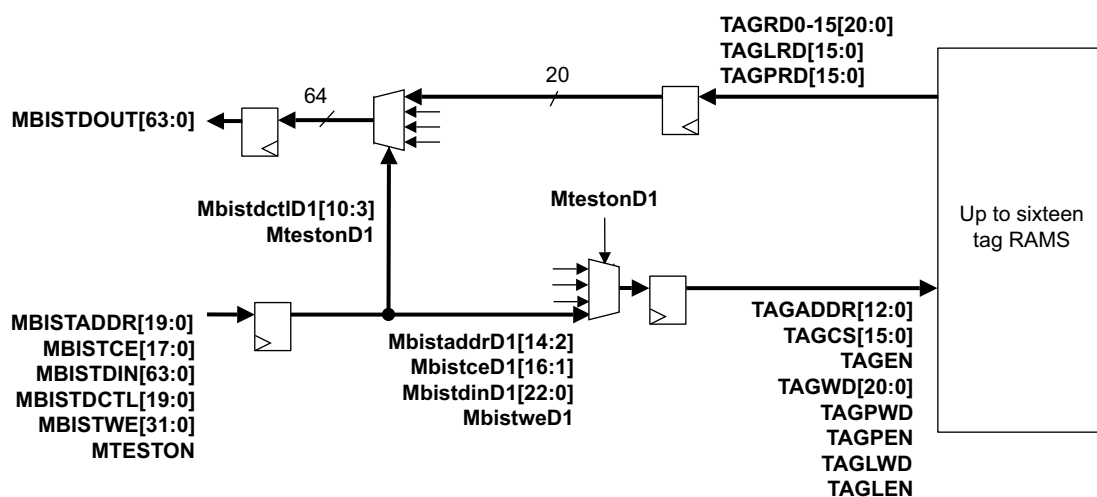 TAGRD0-15[20:0]
TAGLRD[15:0]
TAGPRD[15:0]
20
64
MBISTDOUT[63:0]
MbistdctlD1[10:3]
MtestonD1
MtestonD1
Up to sixteen
tag RAMS
MBISTADDR[19:0]
MBISTCE[17:0]
MBISTDIN[63:0]
MBISTDCTL[19:0]
MBISTWE[31:0]
MTESTON
MbistaddrD1[14:2]
MbistceD1[16:1]
MbistdinD1[22:0]
MbistweD1
TAGADDR[12:0]
TAGCS[15:0]
TAGEN
TAGWD[20:0]
TAGPWD
TAGPEN
TAGLWD
TAGLEN